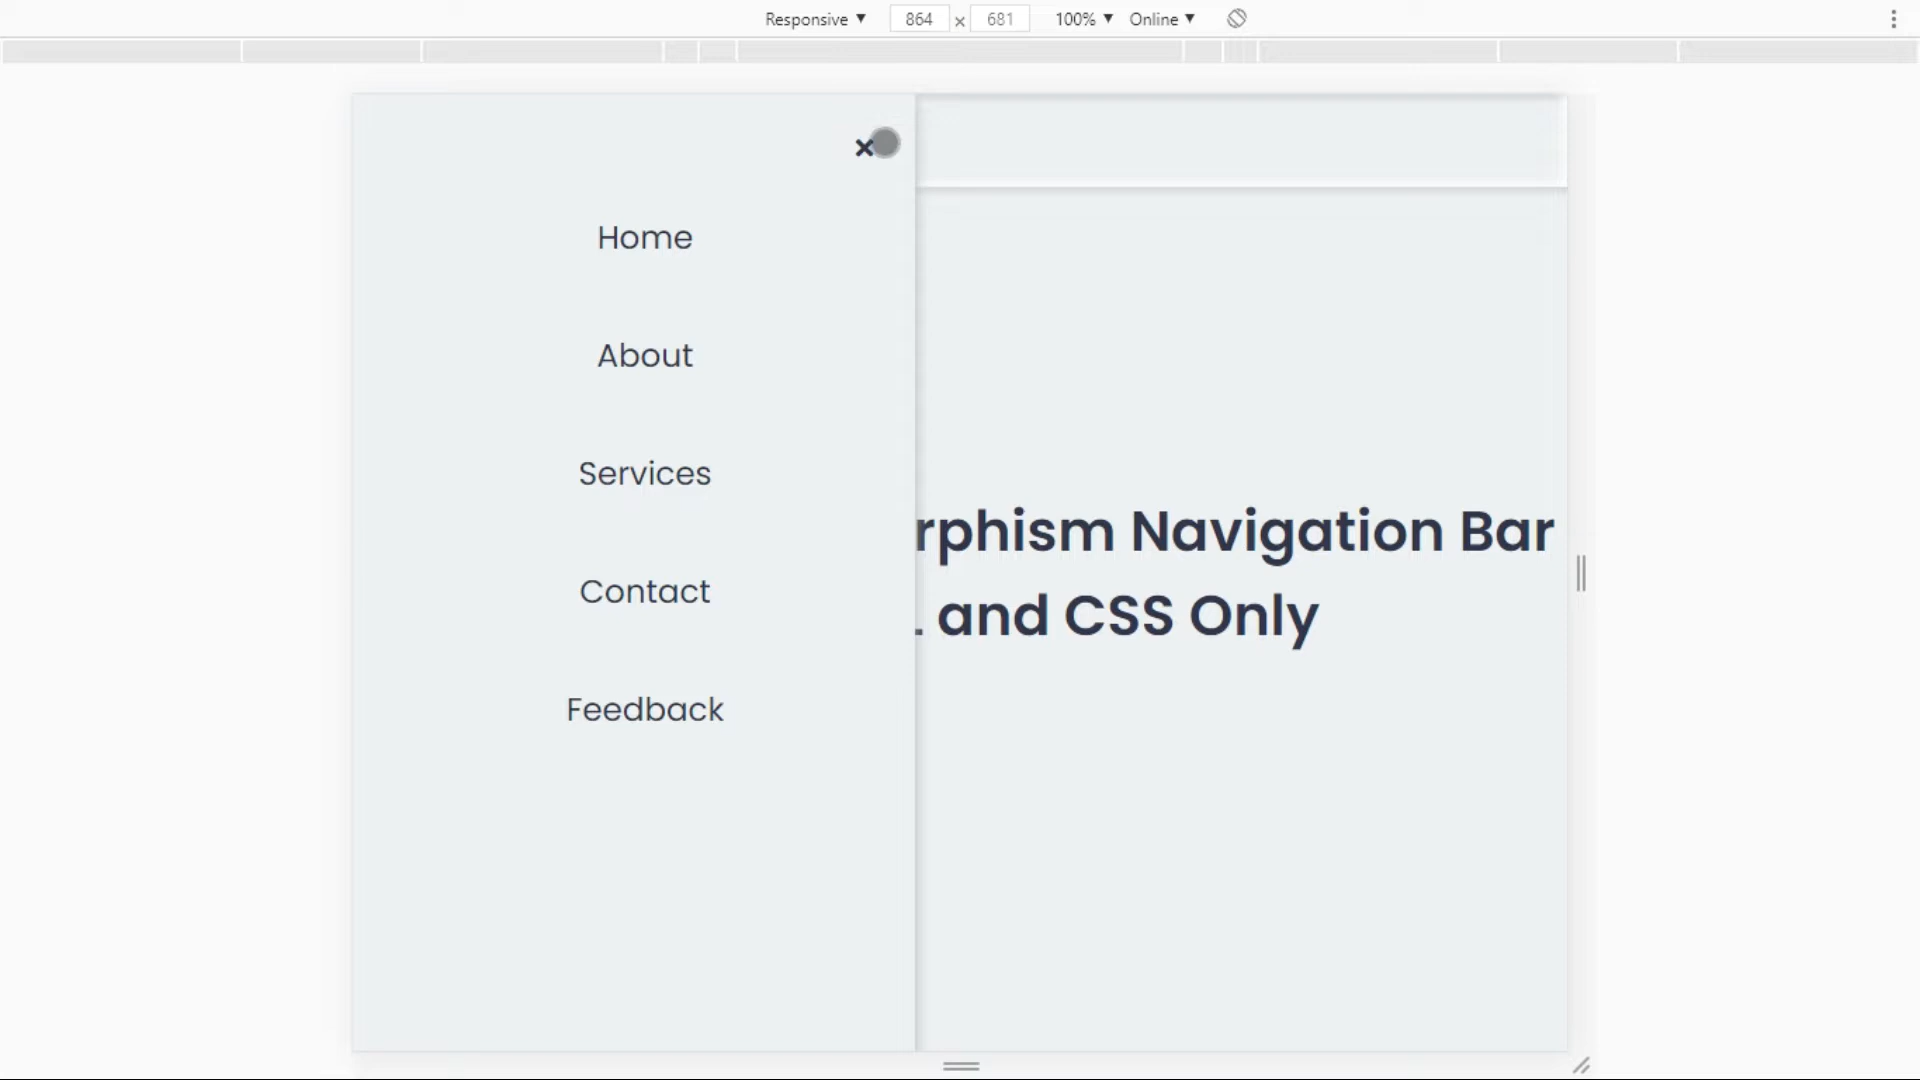 Responsive ▼ 864 × 681 100% ▼ Online ▼
Home
About
Services
Contact
Feedback
rphism Navigation Bar
. and CSS Only